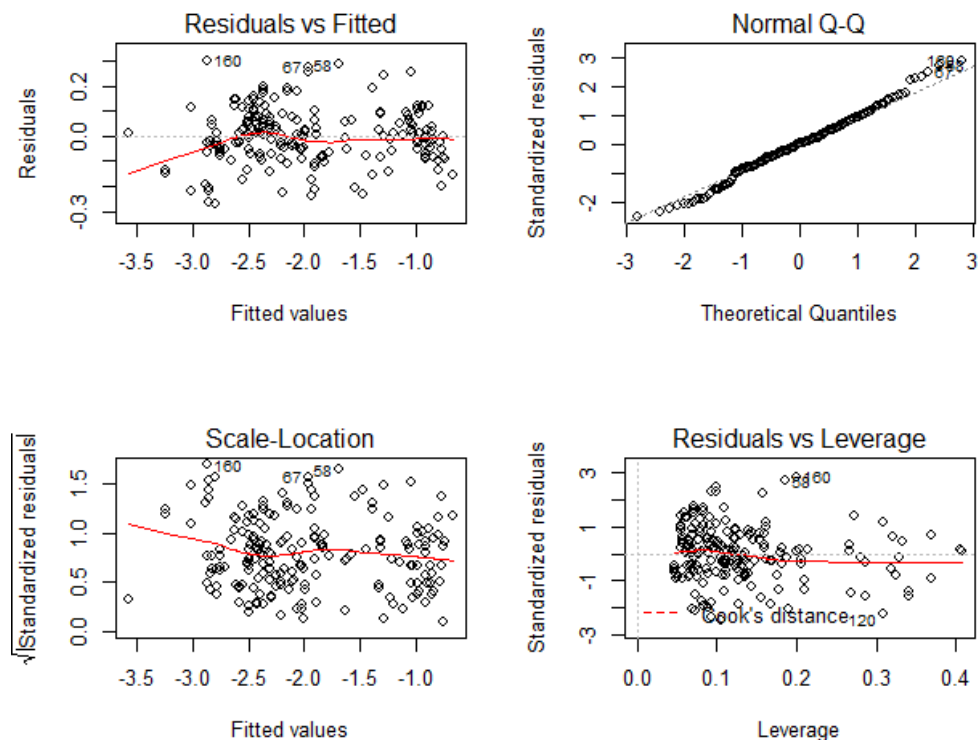 Residuals vs Fitted
Residuals
0.2
0.0
-0.3
160
67
58
-3.5 -3.0 -2.5 -2.0 -1.5 -1.0
Fitted values
Normal Q-Q
Standardized residuals
3
2
1
0
-2
-3 -2 -1 0 1 2 3
Theoretical Quantiles
Scale-Location
√|Standardized residuals|
1.5
1.0
0.5
0.0
160
67
58
-3.5 -3.0 -2.5 -2.0 -1.5 -1.0
Fitted values
Residuals vs Leverage
Standardized residuals
3
1
-1
-3
160
Cook's distance
120
0.0 0.1 0.2 0.3 0.4
Leverage